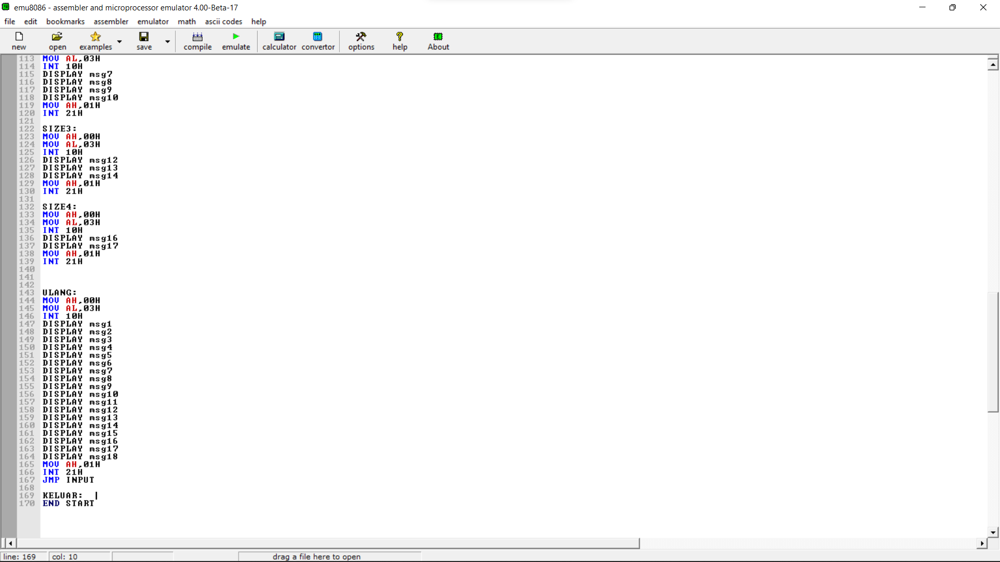 emu8086 - assembler and microprocessor emulator 4.00-Beta-17
file edit bookmarks assembler emulator math ascii codes help
new open examples save compile emulate calculator convertor options help About
113 MOV AL,03H
114 INT 10H
115 DISPLAY msg7
116 DISPLAY msg8
117 DISPLAY msg9
118 DISPLAY msg10
119 MOV AH,01H
120 INT 21H
121
122 SIZE3:
123 MOV AH,00H
124 MOV AL,03H
125 INT 10H
126 DISPLAY msg12
127 DISPLAY msg13
128 DISPLAY msg14
129 MOV AH,01H
130 INT 21H
131
132 SIZE4:
133 MOV AH,00H
134 MOV AL,03H
135 INT 10H
136 DISPLAY msg16
137 DISPLAY msg17
138 MOV AH,01H
139 INT 21H
140
141
142
143 ULANG:
144 MOV AH,00H
145 MOV AL,03H
146 INT 10H
147 DISPLAY msg1
148 DISPLAY msg2
149 DISPLAY msg3
150 DISPLAY msg4
151 DISPLAY msg5
152 DISPLAY msg6
153 DISPLAY msg7
154 DISPLAY msg8
155 DISPLAY msg9
156 DISPLAY msg10
157 DISPLAY msg11
158 DISPLAY msg12
159 DISPLAY msg13
160 DISPLAY msg14
161 DISPLAY msg15
162 DISPLAY msg16
163 DISPLAY msg17
164 DISPLAY msg18
165 MOV AH,01H
166 INT 21H
167 JMP INPUT
168
169 KELUAR:
170 END START
line: 169 col: 10 drag a file here to open